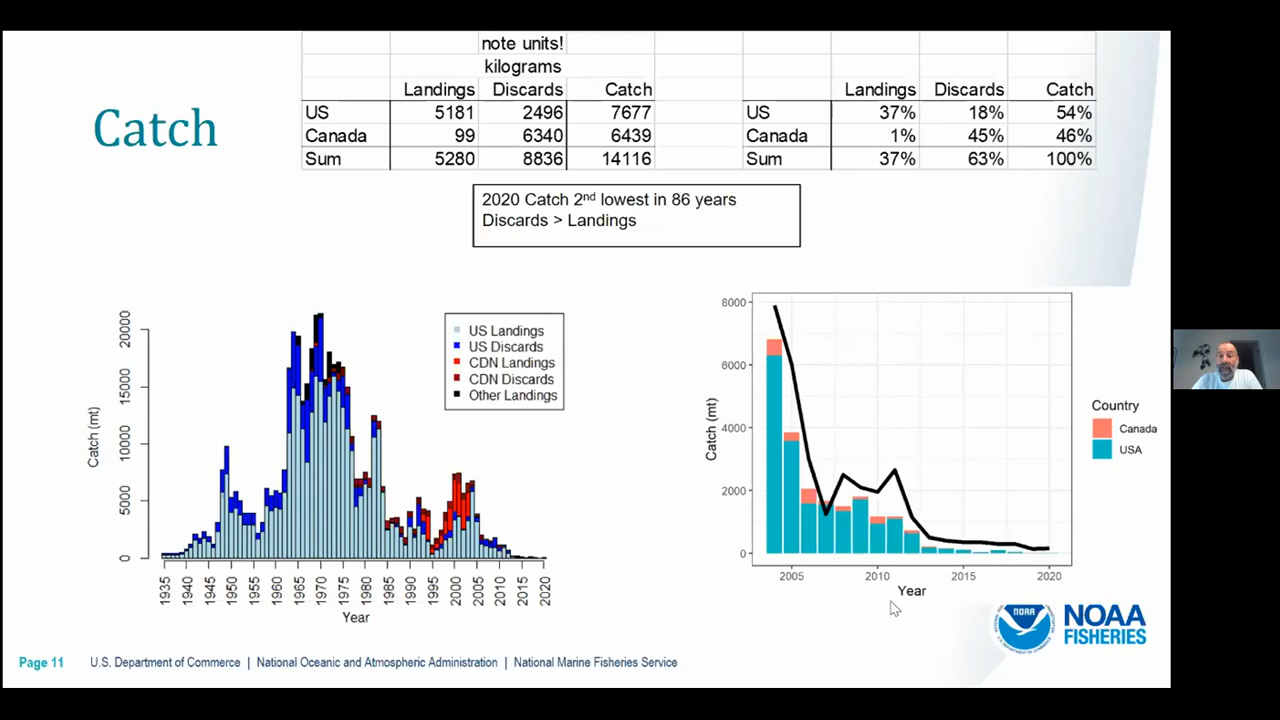 note units!
kilograms
Landings Discards Catch Landings Discards Catch
US 5181 2496 7677 US 37% 18% 54%
Canada 99 6340 6439 Canada 1% 45% 46%
Sum 5280 8836 14116 Sum 37% 63% 100%
Catch
2020 Catch 2nd lowest in 86 years
Discards > Landings
Catch (mt)
0
5000
10000
15000
20000
US Landings
US Discards
CDN Landings
CDN Discards
Other Landings
1935 1940 1945 1950 1955 1960 1965 1970 1975 1980 1985 1990 1995 2000 2005 2010 2015 2020
Year
Catch (mt)
8000
6000
4000
2000
0
2005 2010 2015 2020
Year
Country
Canada
USA
NOAA
NOAA
FISHERIES
Page 11 U.S. Department of Commerce | National Oceanic and Atmospheric Administration | National Marine Fisheries Service